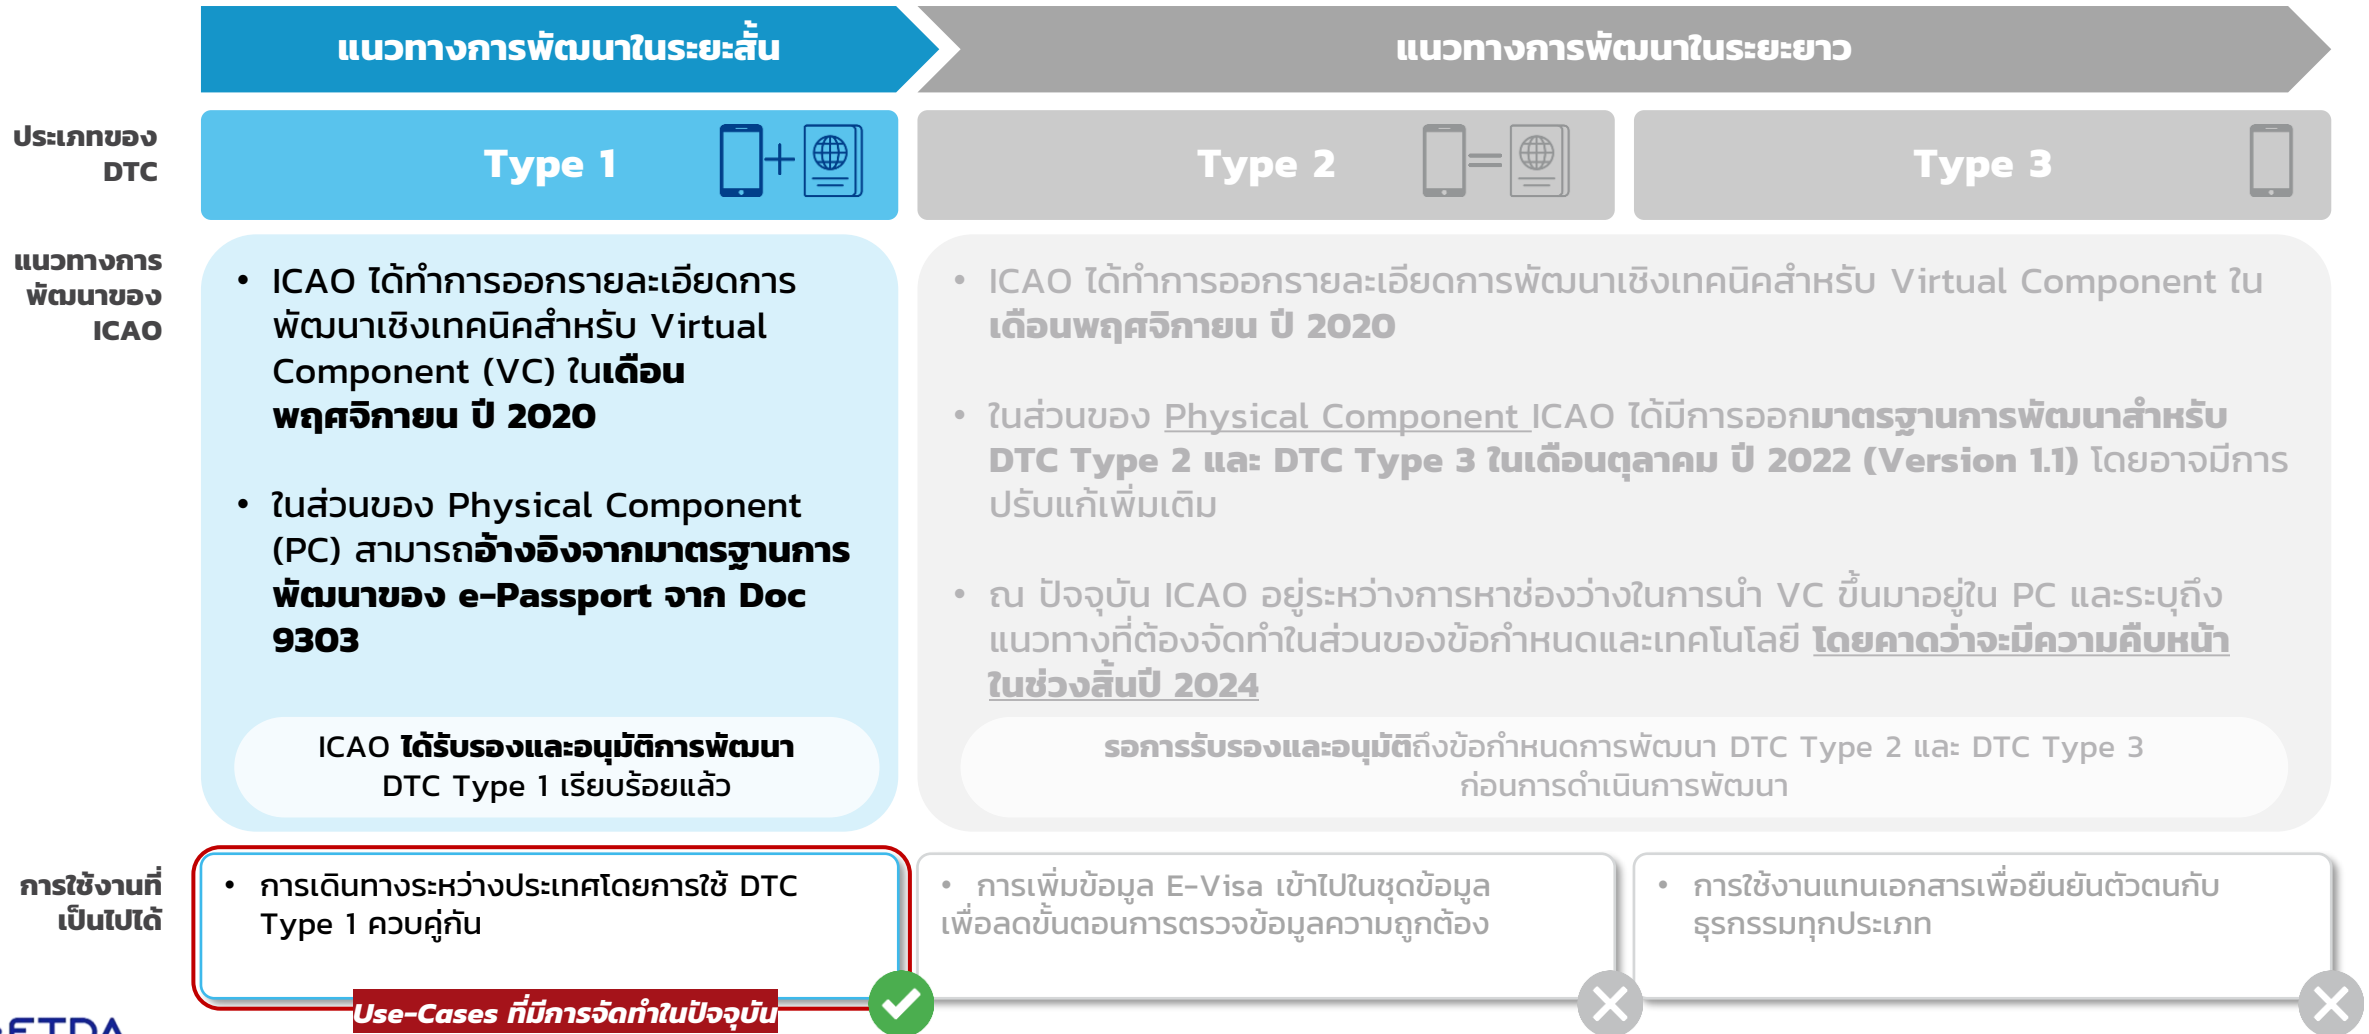 แนวทางการพัฒนาในระยะสั้น
แนวทางการพัฒนาในระยะยาว
ประเภทของ
DTC
Type 1
Type 2
Type 3
แนวทางการ
พัฒนาของ
ICAO
• ICAO ได้ทำการออกรายละเอียดการ
พัฒนาเชิงเทคนิคสำหรับ Virtual
Component (VC) ในเดือน
พฤศจิกายน ปี 2020
• ในส่วนของ Physical Component
(PC) สามารถอ้างอิงจากมาตรฐานการ
พัฒนาของ e-Passport จาก Doc
9303
ICAO ได้รับรองและอนุมัติการพัฒนา
DTC Type 1 เรียบร้อยแล้ว
• ICAO ได้ทำการออกรายละเอียดการพัฒนาเชิงเทคนิคสำหรับ Virtual Component ใน
เดือนพฤศจิกายน ปี 2020
• ในส่วนของ Physical Component ICAO ได้มีการออกมาตรฐานการพัฒนาสำหรับ
DTC Type 2 และ DTC Type 3 ในเดือนตุลาคม ปี 2022 (Version 1.1) โดยอาจมีการ
ปรับแก้เพิ่มเติม
• ณ ปัจจุบัน ICAO อยู่ระหว่างการหาช่องว่างในการนำ VC ขึ้นมาอยู่ใน PC และระบุถึง
แนวทางที่ต้องจัดทำในส่วนของข้อกำหนดและเทคโนโลยี โดยคาดว่าจะมีความคืบหน้า
ในช่วงสิ้นปี 2024
รอการรับรองและอนุมัติถึงข้อกำหนดการพัฒนา DTC Type 2 และ DTC Type 3
ก่อนการดำเนินการพัฒนา
การใช้งานที่
เป็นไปได้
• การเดินทางระหว่างประเทศโดยการใช้ DTC
Type 1 ควบคู่กัน
Use-Cases ที่มีการจัดทำในปัจจุบัน
• การเพิ่มข้อมูล E-Visa เข้าไปในชุดข้อมูล
เพื่อลดขั้นตอนการตรวจข้อมูลความถูกต้อง
• การใช้งานแทนเอกสารเพื่อยืนยันตัวตนกับ
ธุรกรรมทุกประเภท
ETDA